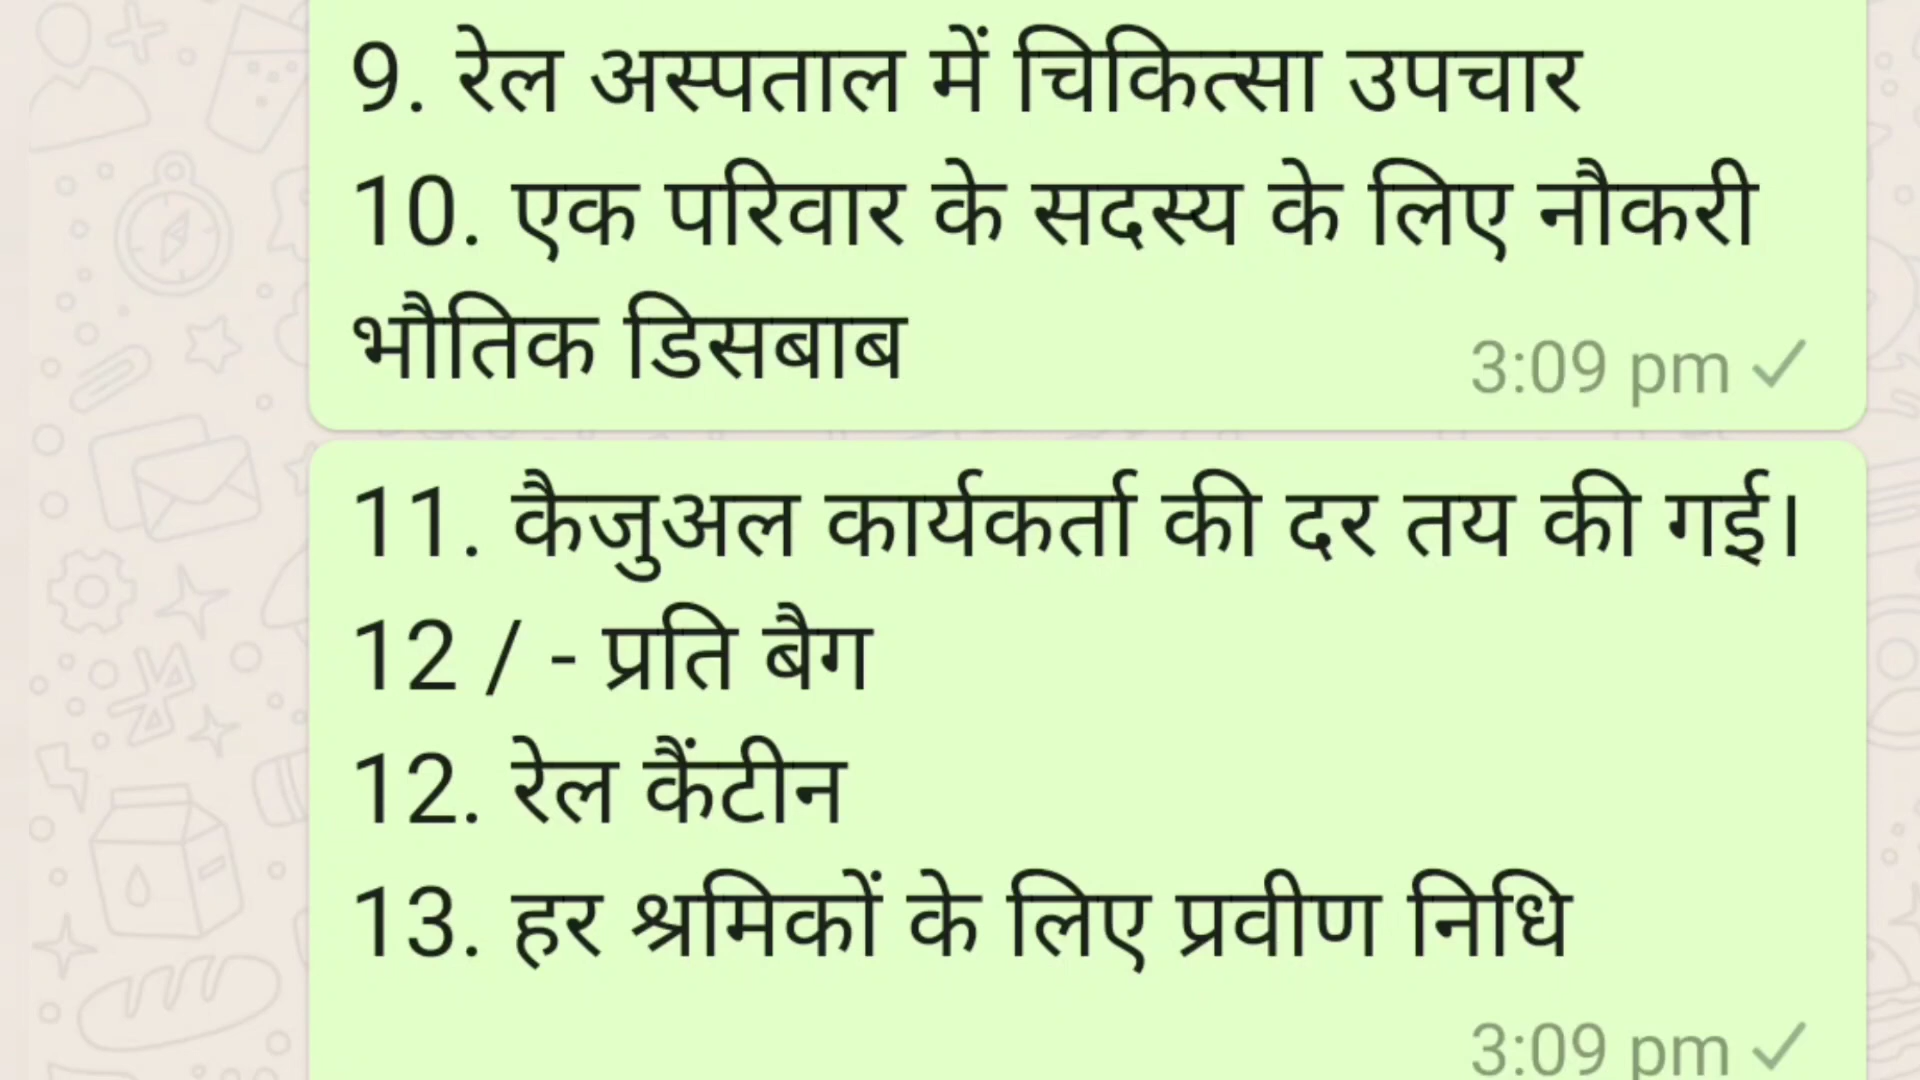 9. रेल अस्पताल में चिकित्सा उपचार
10. एक परिवार के सदस्य के लिए नौकरी
भौतिक डिसबाब
3:09 pm
11. कैजुअल कार्यकर्ता की दर तय की गई।
12 / - प्रति बैग
12. रेल कैंटीन
13. हर श्रमिकों के लिए प्रवीण निधि
3:09 pm